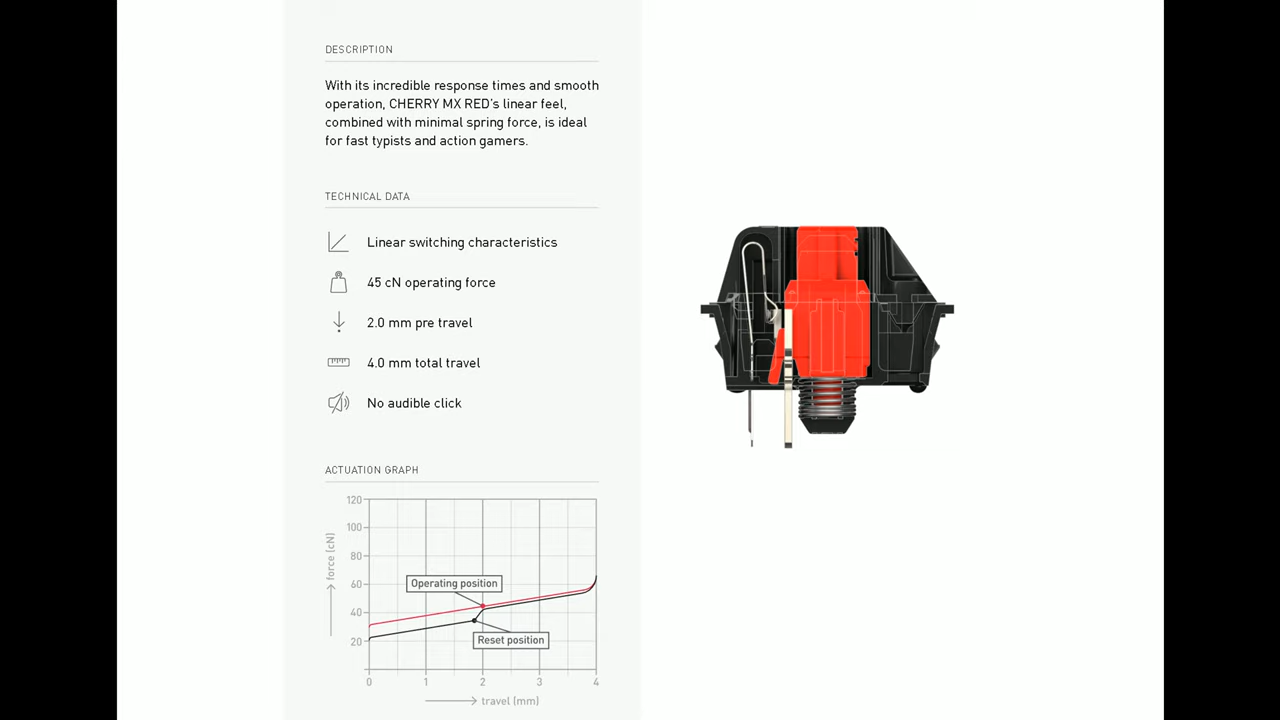 DESCRIPTION
With its incredible response times and smooth
operation, CHERRY MX RED's linear feel,
combined with minimal spring force, is ideal
for fast typists and action gamers.
TECHNICAL DATA
Linear switching characteristics
45 cN operating force
2.0 mm pre travel
4.0 mm total travel
No audible click
ACTUATION GRAPH
force (cN)
120
100
80
60
40
20
Operating position
Reset position
0 1 2 3 4
travel (mm)